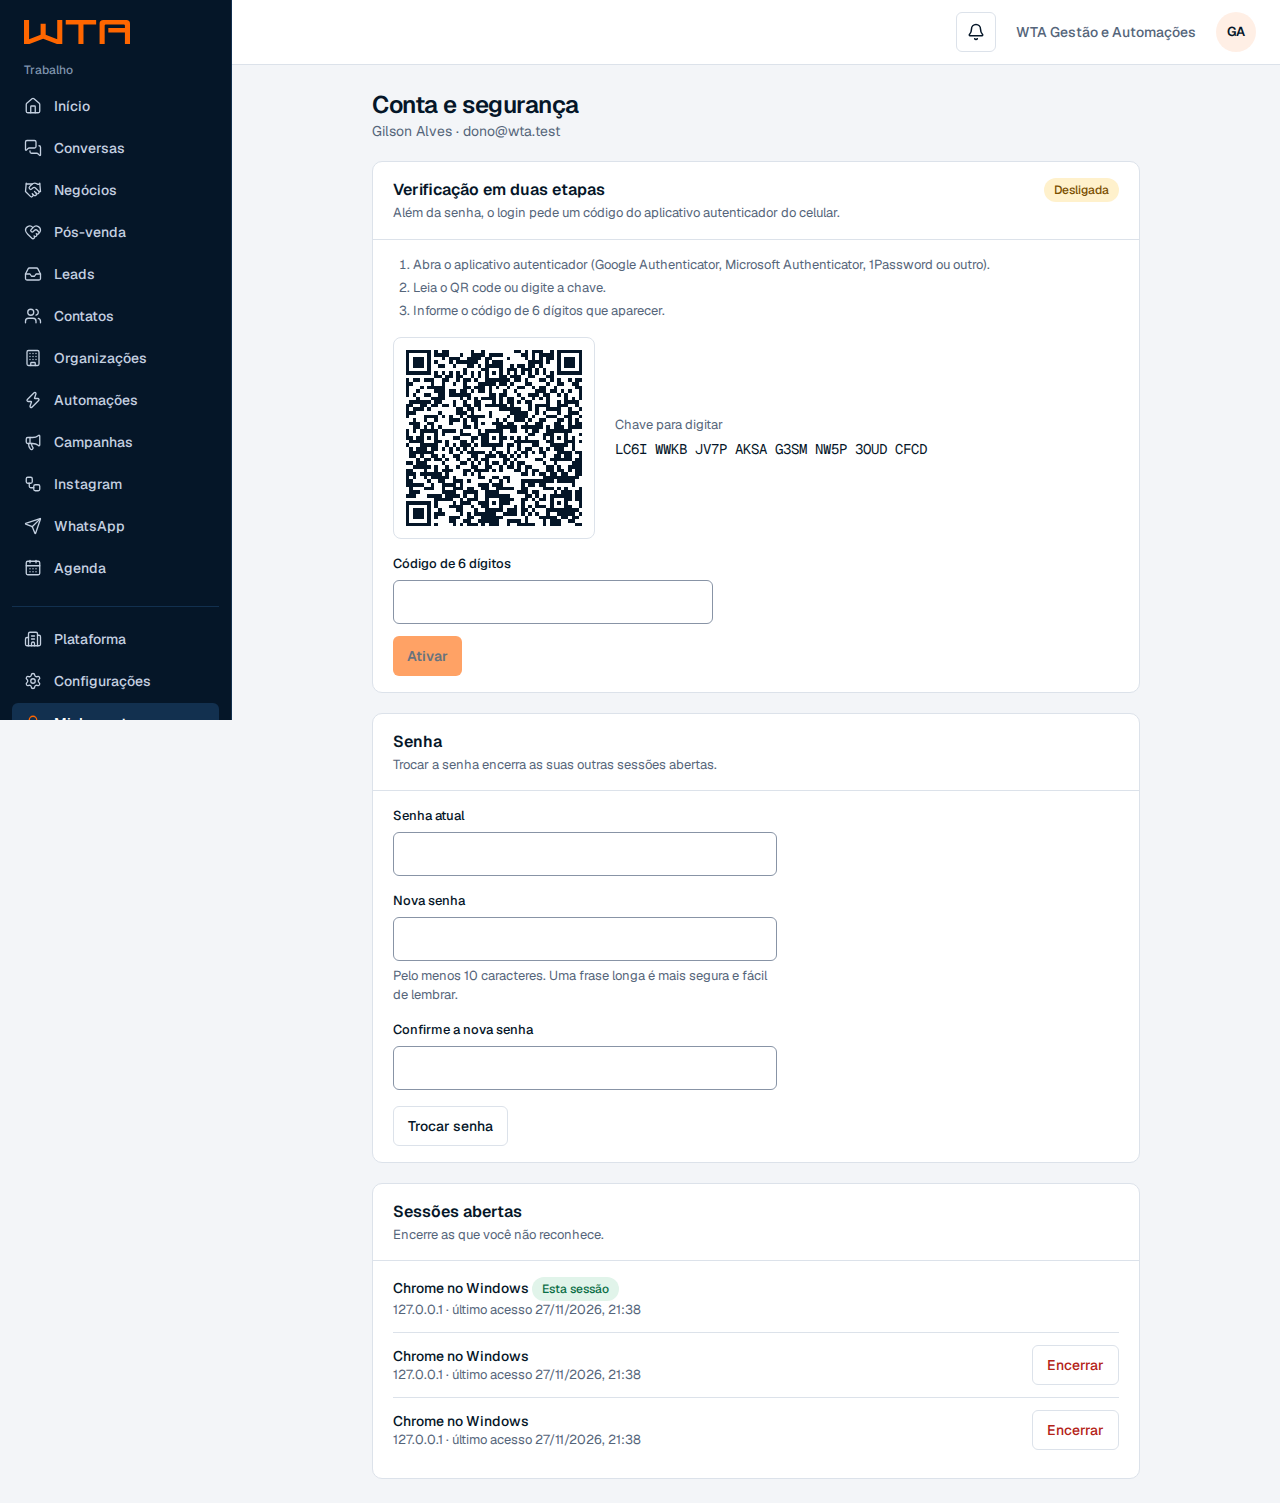 WTA
Trabalho
Início
Conversas
Negócios
Pós-venda
Leads
Contatos
Organizações
Automações
Campanhas
Instagram
WhatsApp
Agenda
Plataforma
Configurações
WTA Gestão e Automações
GA
Conta e segurança
Gilson Alves · dono@wta.test
Verificação em duas etapas
Desligada
Além da senha, o login pede um código do aplicativo autenticador do celular.
1. Abra o aplicativo autenticador (Google Authenticator, Microsoft Authenticator, 1Password ou outro).
2. Leia o QR code ou digite a chave.
3. Informe o código de 6 dígitos que aparecer.
Chave para digitar
LC6I WWKB JV7P AKSA G3SM NW5P 3OUD CFCD
Código de 6 dígitos
Ativar
Senha
Trocar a senha encerra as suas outras sessões abertas.
Senha atual
Nova senha
Pelo menos 10 caracteres. Uma frase longa é mais segura e fácil
de lembrar.
Confirme a nova senha
Trocar senha
Sessões abertas
Encerre as que você não reconhece.
Chrome no Windows Esta sessão
127.0.0.1 · último acesso 27/11/2026, 21:38
Chrome no Windows
127.0.0.1 · último acesso 27/11/2026, 21:38
Encerrar
Chrome no Windows
127.0.0.1 · último acesso 27/11/2026, 21:38
Encerrar